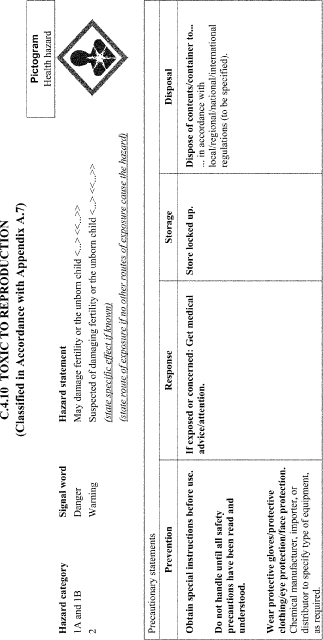 C.4.10 TOXIC TO REPRODUCTION
(Classified in Accordance with Appendix A.7)
Pictogram
Health hazard
Hazard category
Signal word
Hazard statement
1A and 1B
Danger
May damage fertility or the unborn child <...> <<...>>
2
Warning
Suspected of damaging fertility or the unborn child <...> <<...>>
(state specific effect if known)
(state route of exposure if no other routes of exposure cause the hazard)
Precautionary statements
Prevention
Response
Storage
Disposal
Obtain special instructions before use.
Do not handle until all safety
precautions have been read and
understood.
Wear protective gloves/protective
clothing/eye protection/face protection.
Chemical manufacturer, importer, or
distributor to specify type of equipment,
as required.
If exposed or concerned: Get medical
advice/attention.
Store locked up.
Dispose of contents/container to...
... in accordance with
local/regional/national/international
regulations (to be specified).